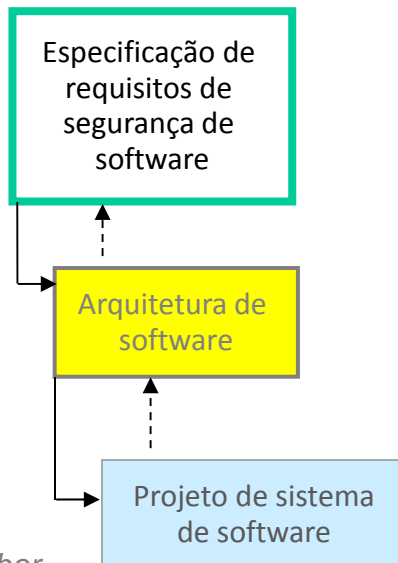 Especificação de
requisitos de
segurança de
software
Arquitetura de
software
Projeto de sistema
de software